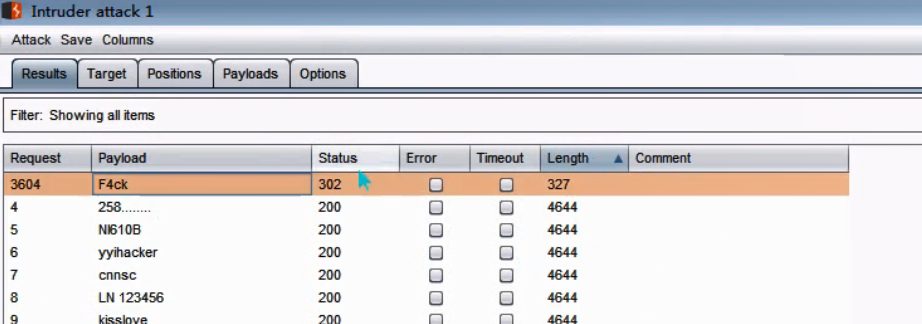 Intruder attack 1
Attack Save Columns
Results Target Positions Payloads Options
Filter: Showing all items
Request Payload Status Error Timeout Length Comment
3604 F4ck 302 327
4 258........ 200 4644
5 NI610B 200 4644
6 yyihacker 200 4644
7 cnnsc 200 4644
8 LN 123456 200 4644
9 kisslove 200 4644